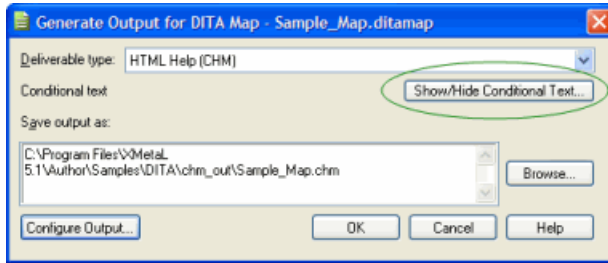 Generate Output for DITA Map - Sample_Map.ditamap
Deliverable type: HTML Help (CHM)
Conditional text Show/Hide Conditional Text...
Save output as:
C:\Program Files\XMetaL
5.1\Author\Samples\DITA\chm_out\Sample_Map.chm
Browse...
Configure Output... OK Cancel Help